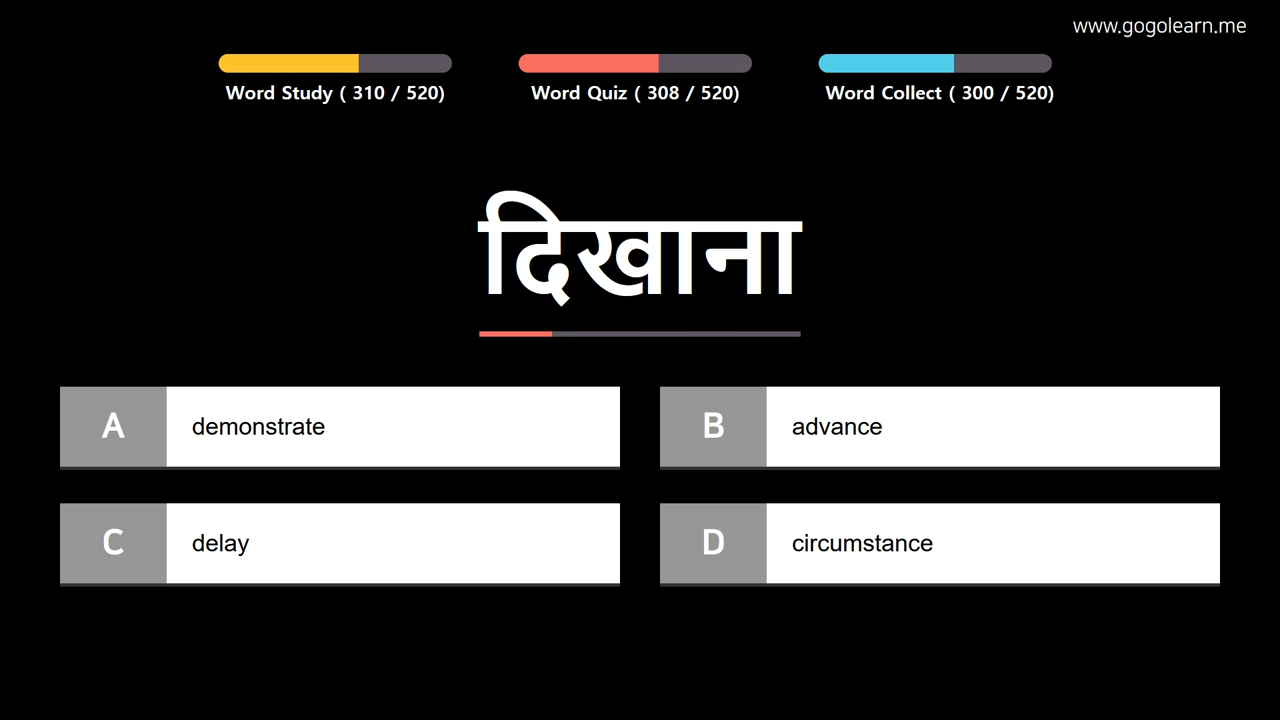 www.gogolearn.me
Word Study ( 310 / 520)
Word Quiz ( 308 / 520)
Word Collect ( 300 / 520)
दिखाना
A
demonstrate
B
advance
C
delay
D
circumstance